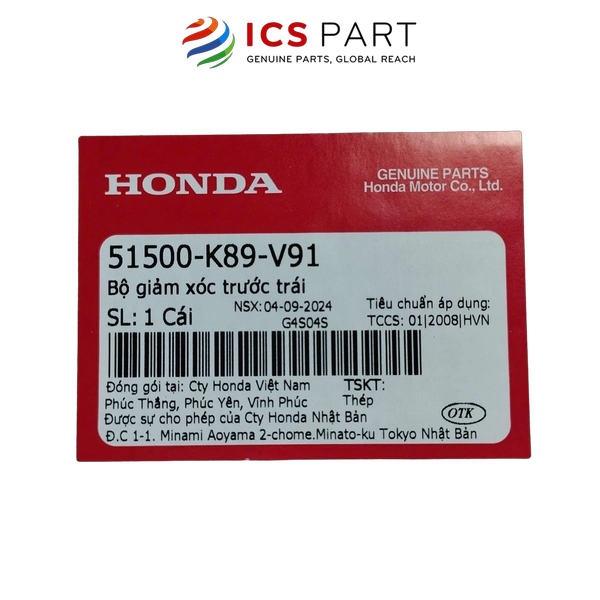 ICS PART
GENUINE PARTS, GLOBAL REACH
HONDA
GENUINE PARTS
Honda Motor Co., Ltd.
51500-K89-V91
Bộ giảm xóc trước trái
SL: 1 Cái
NSX: 04-09-2024
G4S04S
Tiêu chuẩn áp dụng:
TCCS: 01|2008|HVN
Đóng gói tại: Cty Honda Việt Nam
Phúc Thắng, Phúc Yên, Vĩnh Phúc
TSKT:
Thép
Được sự cho phép của Cty Honda Nhật Bản
Đ.C 1-1. Minami Aoyama 2-chome.Minato-ku Tokyo Nhật Bản
OTK